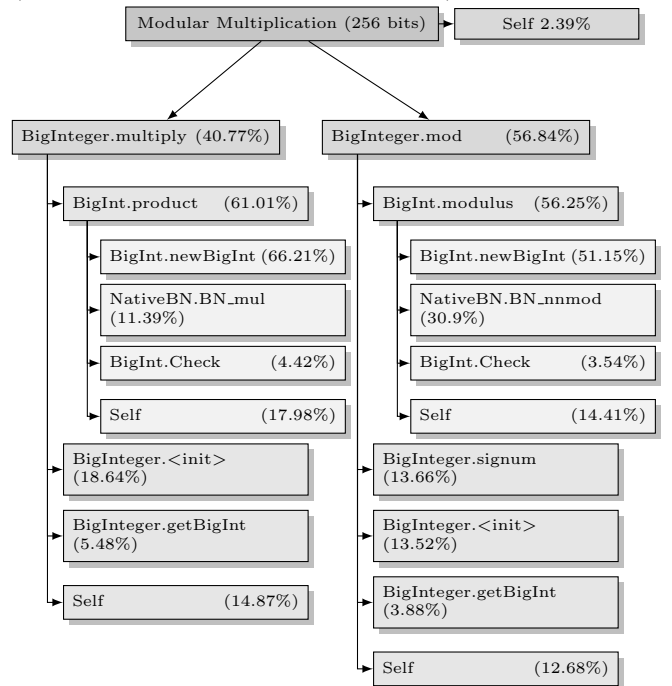 Modular Multiplication (256 bits)
Self 2.39%
BigInteger.multiply (40.77%)
BigInt.product (61.01%)
BigInt.newBigInt (66.21%)
NativeBN.BN_mul
(11.39%)
BigInt.Check (4.42%)
Self (17.98%)
BigInteger.<init>
(18.64%)
BigInteger.getBigInt
(5.48%)
Self (14.87%)
BigInteger.mod (56.84%)
BigInt.modulus (56.25%)
BigInt.newBigInt (51.15%)
NativeBN.BN_nnmod
(30.9%)
BigInt.Check (3.54%)
Self (14.41%)
BigInteger.signum
(13.66%)
BigInteger.<init>
(13.52%)
BigInteger.getBigInt
(3.88%)
Self (12.68%)